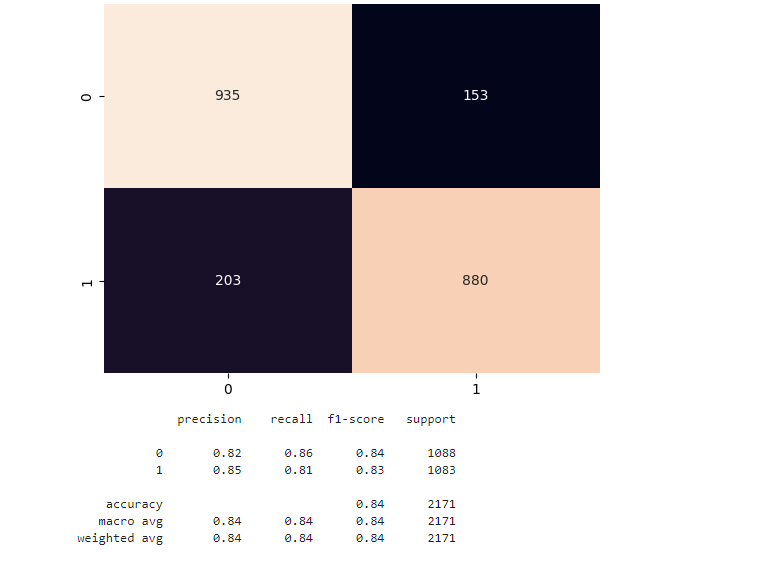 0
935 153
1
203 880
0 1
precision recall f1-score support
0 0.82 0.86 0.84 1088
1 0.85 0.81 0.83 1083
accuracy 0.84 2171
macro avg 0.84 0.84 0.84 2171
weighted avg 0.84 0.84 0.84 2171